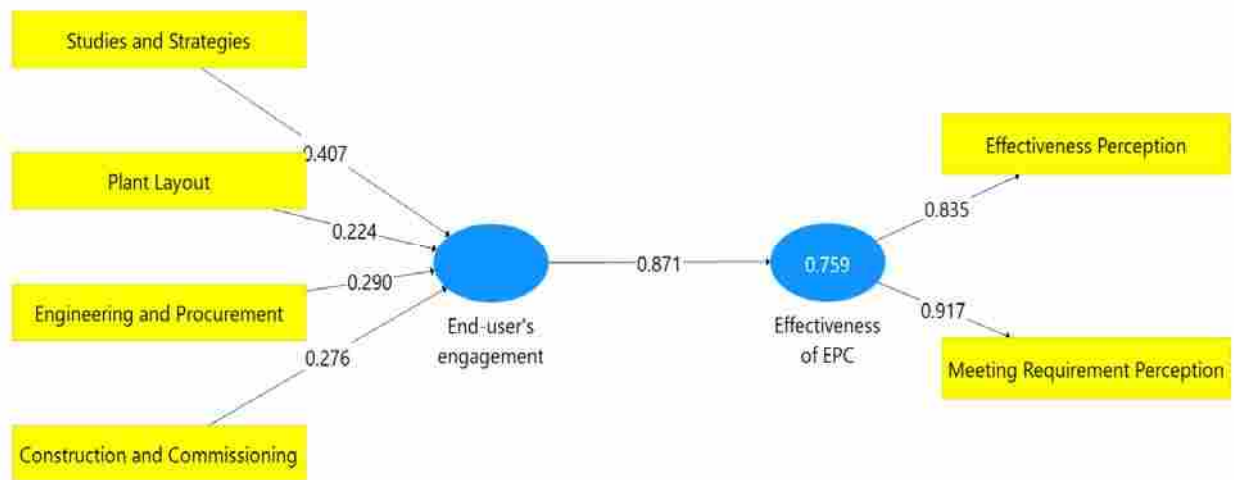 Studies and Strategies
0.407
Plant Layout
0.224
Engineering and Procurement
0.290
Construction and Commissioning
0.276
End-user's
engagement
0.871
0.759
Effectiveness
of EPC
Effectiveness Perception
0.835
0.917
Meeting Requirement Perception